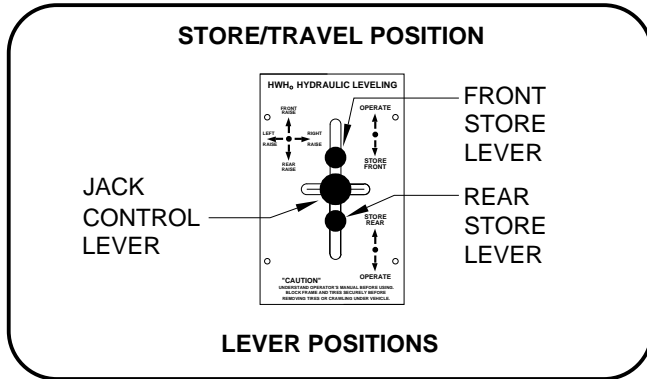 STORE/TRAVEL POSITION
HWH® HYDRAULIC LEVELING
FRONT
RAISE
LEFT
RAISE
RIGHT
RAISE
REAR
RAISE
OPERATE
STORE
FRONT
STORE
REAR
OPERATE
FRONT
STORE
LEVER
JACK
CONTROL
LEVER
REAR
STORE
LEVER
"CAUTION"
UNDERSTAND OPERATOR'S MANUAL BEFORE USING.
BLOCK FRAME AND TIRES SECURELY BEFORE
REMOVING TIRES OR CRAWLING UNDER VEHICLE.
LEVER POSITIONS